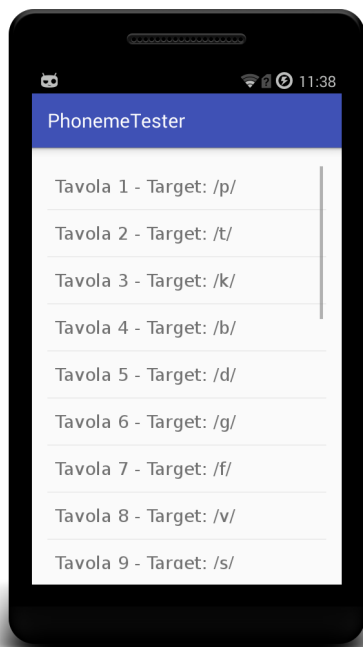 11:38
PhonemeTester
Tavola 1 - Target: /p/
Tavola 2 - Target: /t/
Tavola 3 - Target: /k/
Tavola 4 - Target: /b/
Tavola 5 - Target: /d/
Tavola 6 - Target: /g/
Tavola 7 - Target: /f/
Tavola 8 - Target: /v/
Tavola 9 - Target: /s/